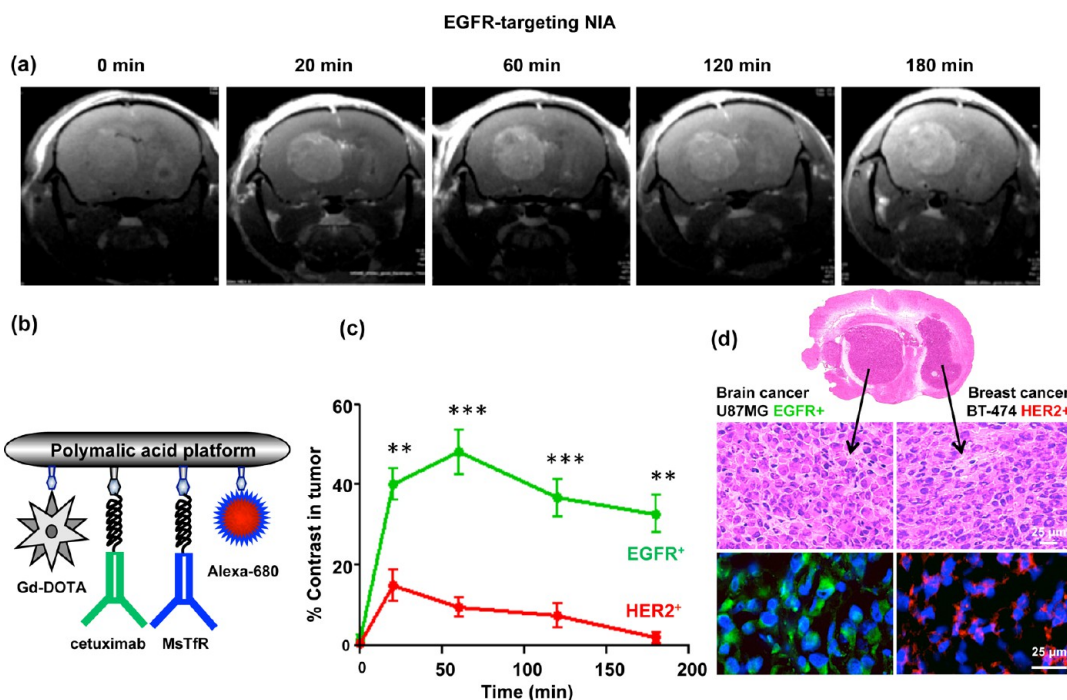 EGFR-targeting NIA
(a)
0 min
20 min
60 min
120 min
180 min
(b)
Polymalic acid platform
Gd-DOTA
Alexa-680
cetuximab
MsTfR
(c)
% Contrast in tumor
60
40
20
0
**
***
***
**
EGFR+
HER2+
0
50
100
150
200
Time (min)
(d)
Brain cancer
U87MG EGFR+
Breast cancer
BT-474 HER2+
25 µm
25 µm